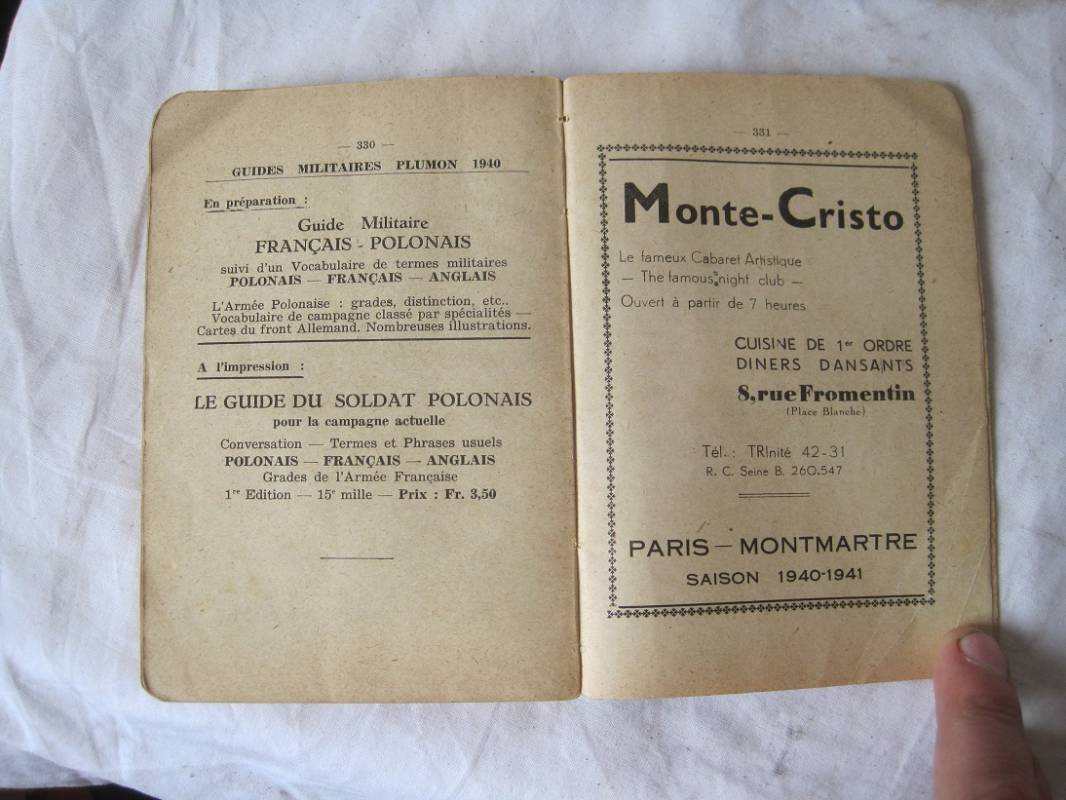 — 330 —
GUIDES MILITAIRES PLUMON 1940
En préparation :
Guide Militaire
FRANÇAIS - POLONAIS
suivi d'un Vocabulaire de termes militaires
POLONAIS — FRANÇAIS — ANGLAIS
L'Armée Polonaise : grades, distinction, etc..
Vocabulaire de campagne classé par spécialités —
Cartes du front Allemand. Nombreuses illustrations.
A l'impression :
LE GUIDE DU SOLDAT POLONAIS
pour la campagne actuelle
Conversation — Termes et Phrases usuels
POLONAIS — FRANÇAIS — ANGLAIS
Grades de l'Armée Française
1re Edition — 15e mille — Prix : Fr. 3,50
— 331 —
Monte-Cristo
Le fameux Cabaret Artistique
— The famous night club —
Ouvert à partir de 7 heures
CUISINE DE 1er ORDRE
DINERS DANSANTS
8, rue Fromentin
(Place Blanche)
Tél. : TRInité 42-31
R. C. Seine B. 260.547
PARIS — MONTMARTRE
SAISON 1940-1941